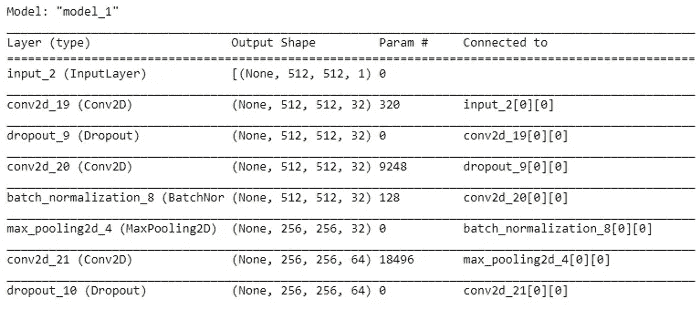 Model: "model_1"
Layer (type) Output Shape Param # Connected to
input_2 (InputLayer) [(None, 512, 512, 1) 0
conv2d_19 (Conv2D) (None, 512, 512, 32) 320 input_2[0][0]
dropout_9 (Dropout) (None, 512, 512, 32) 0 conv2d_19[0][0]
conv2d_20 (Conv2D) (None, 512, 512, 32) 9248 dropout_9[0][0]
batch_normalization_8 (BatchNor (None, 512, 512, 32) 128 conv2d_20[0][0]
max_pooling2d_4 (MaxPooling2D) (None, 256, 256, 32) 0 batch_normalization_8[0][0]
conv2d_21 (Conv2D) (None, 256, 256, 64) 18496 max_pooling2d_4[0][0]
dropout_10 (Dropout) (None, 256, 256, 64) 0 conv2d_21[0][0]